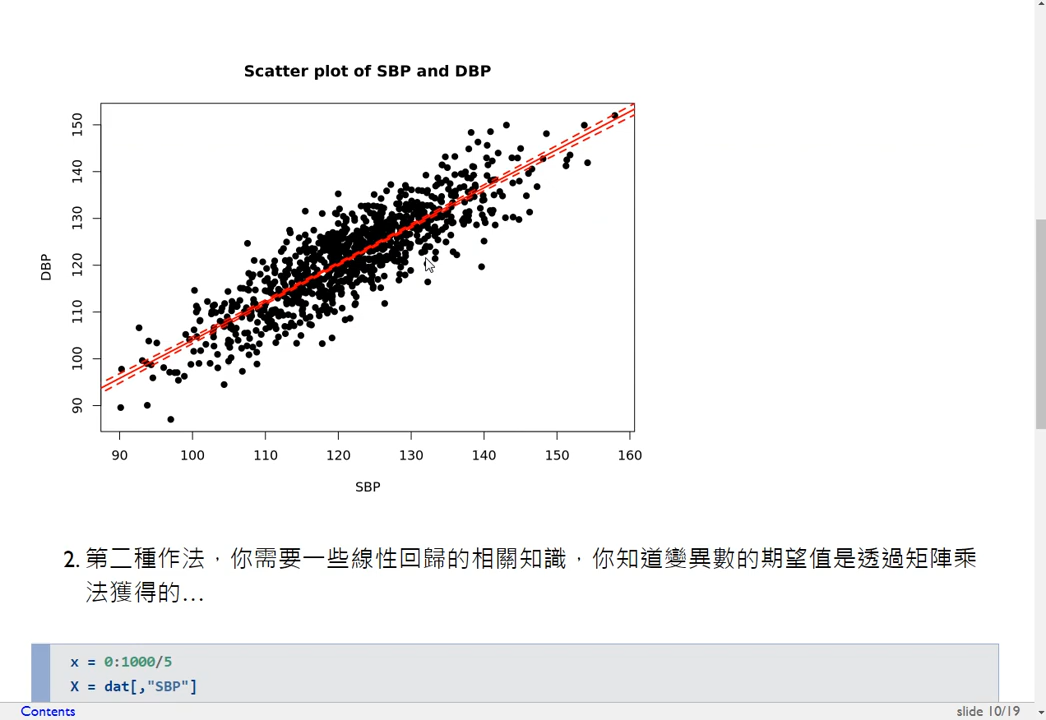 Scatter plot of SBP and DBP
150
140
130
120
110
100
90
DBP
90 100 110 120 130 140 150 160
SBP
2. 第二種作法，你需要一些線性回歸的相關知識，你知道變異數的期望值是透過矩陣乘
法獲得的…
x = 0:1000/5
X = dat[,"SBP"]
Contents
slide 10/19